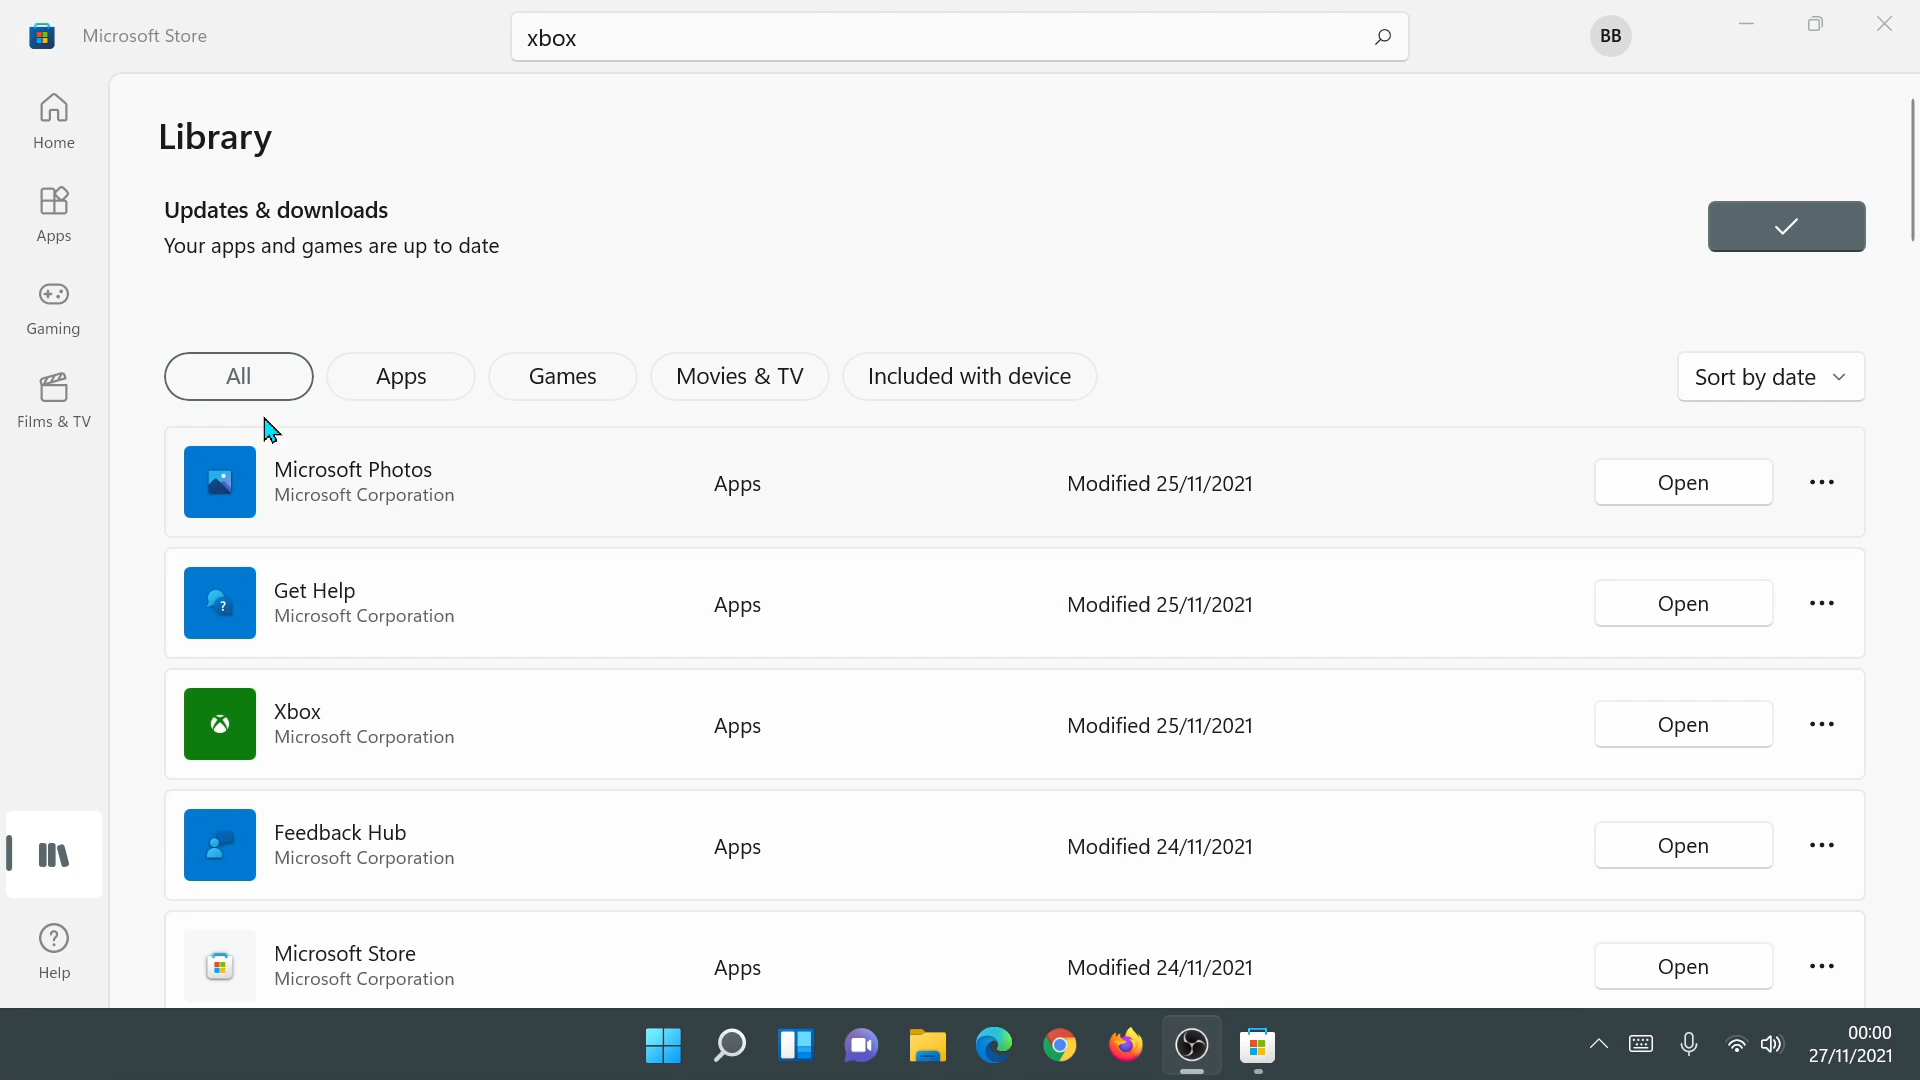 Microsoft Store
xbox
BB
Home
Apps
Gaming
Films & TV
Help
Library
Updates & downloads
Your apps and games are up to date
All Apps Games Movies & TV Included with device Sort by date
Microsoft Photos
Microsoft Corporation
Apps Modified 25/11/2021 Open
Get Help
Microsoft Corporation
Apps Modified 25/11/2021 Open
Xbox
Microsoft Corporation
Apps Modified 25/11/2021 Open
Feedback Hub
Microsoft Corporation
Apps Modified 24/11/2021 Open
Microsoft Store
Microsoft Corporation
Apps Modified 24/11/2021 Open
00:00
27/11/2021